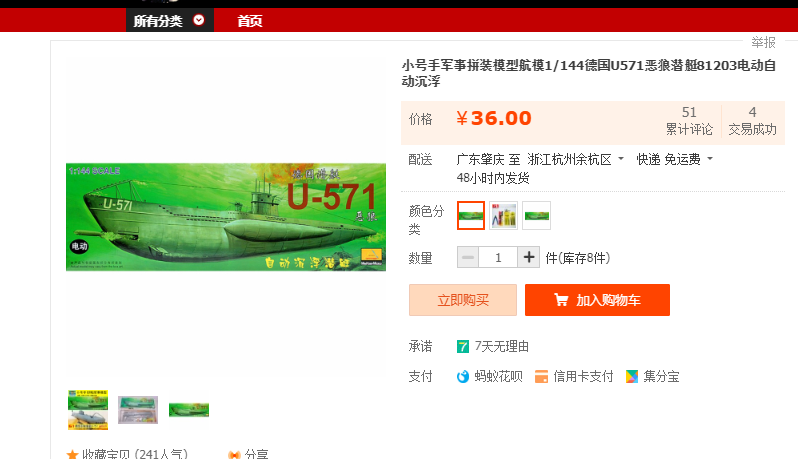 所有分类 首页
举报
小号手军事拼装模型航模1/144德国U571恶狼潜艇81203电动自
动沉浮
价格 ¥36.00 51 4
累计评论 交易成功
配送 广东肇庆 至 浙江杭州余杭区 快递 免运费
48小时内发货
1:144 SCALE
德国潜艇
U-571
恶狼
U-571
电动
自动沉浮潜艇
颜色分
类
数量 1 件(库存8件)
立即购买 加入购物车
承诺 7 7天无理由
支付 蚂蚁花呗 信用卡支付 集分宝
收藏宝贝 (241人气) 分享